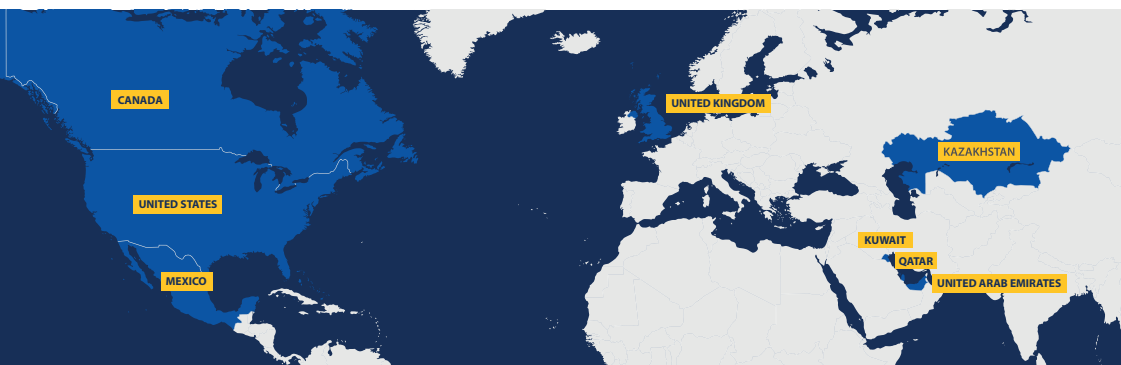 CANADA
UNITED KINGDOM
KAZAKHSTAN
UNITED STATES
KUWAIT
QATAR
MEXICO
UNITED ARAB EMIRATES